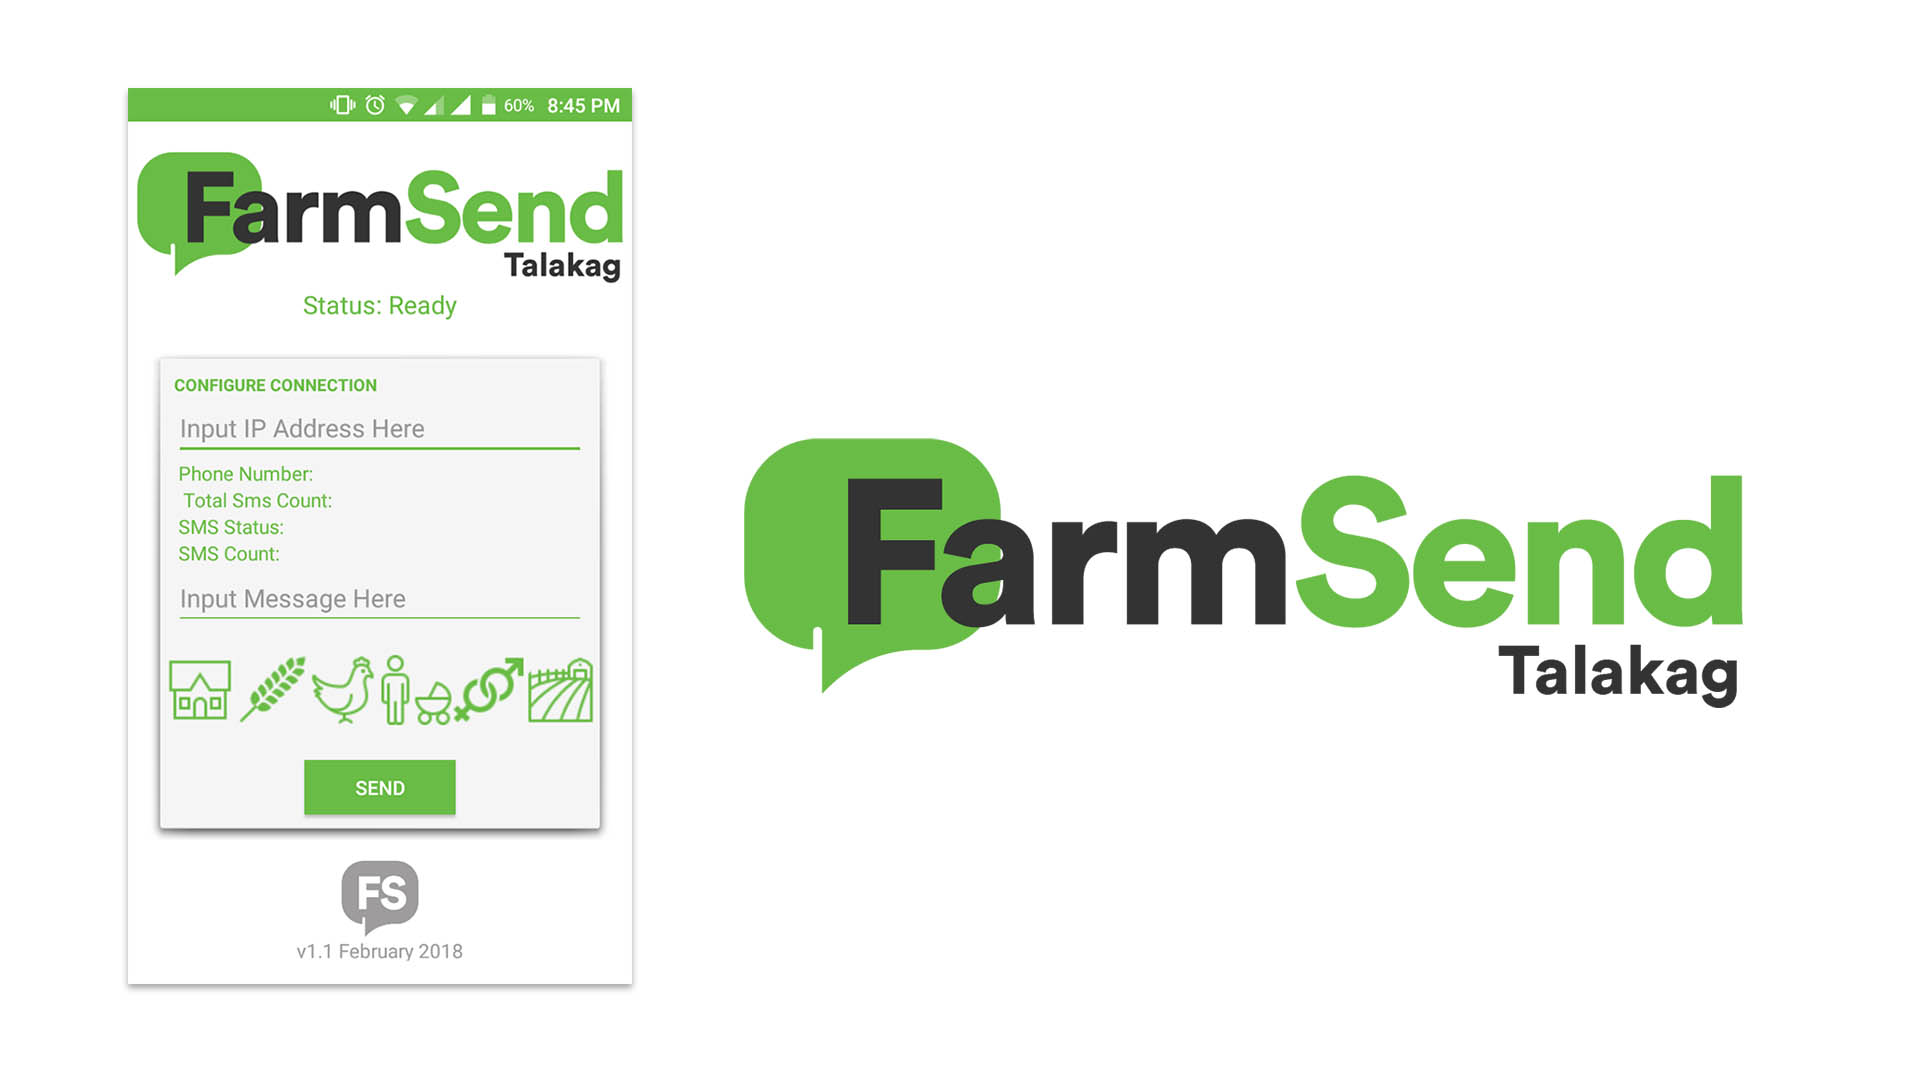 60% 8:45 PM
FarmSend
Talakag
Status: Ready
CONFIGURE CONNECTION
Input IP Address Here
Phone Number:
Total Sms Count:
SMS Status:
SMS Count:
Input Message Here
SEND
FS
v1.1 February 2018
FarmSend
Talakag